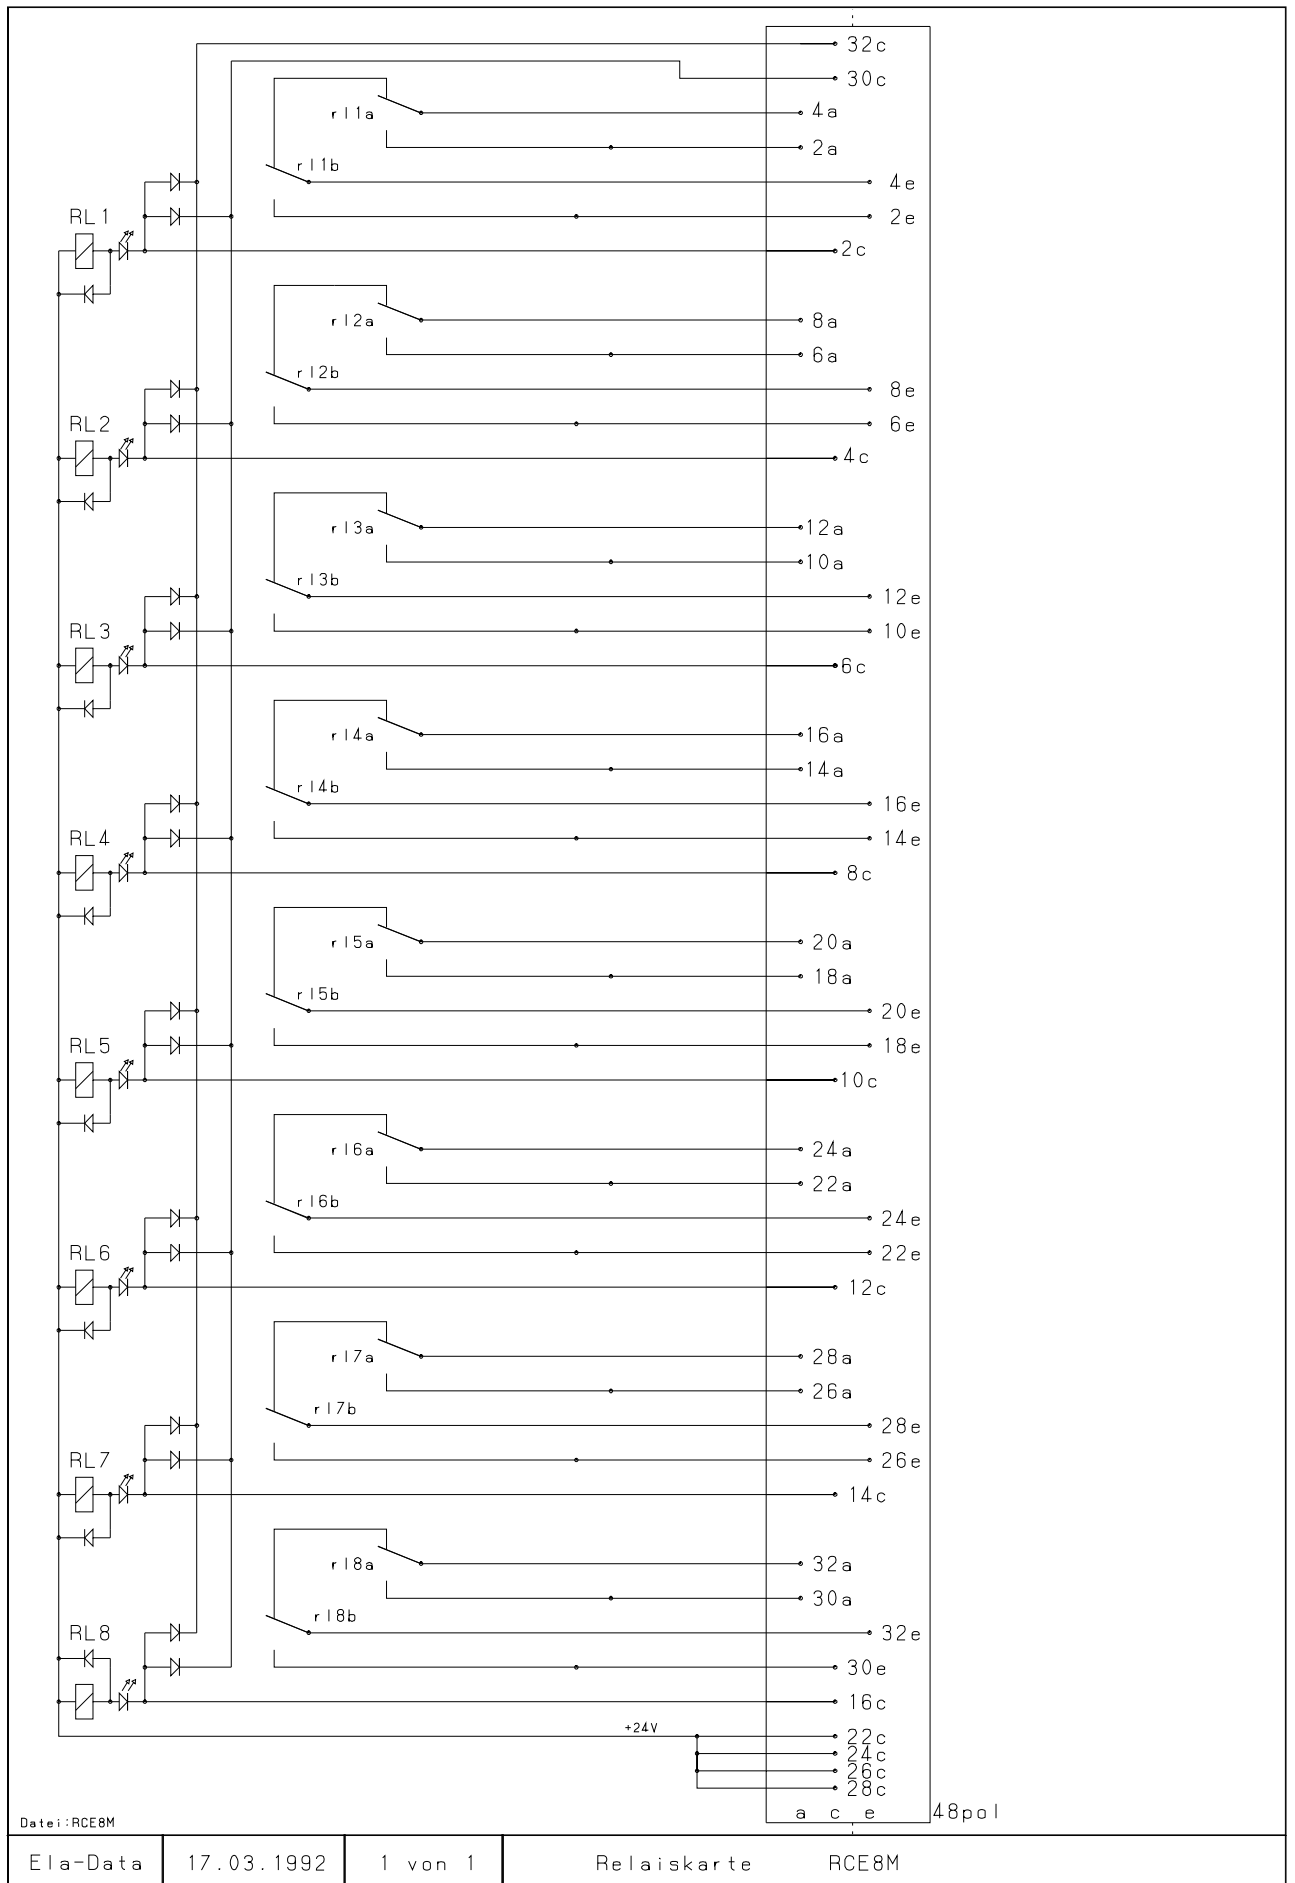 32c
30c
rl1a
4a
2a
rl1b
4e
RL1
2e
2c
rl2a
8a
6a
rl2b
8e
RL2
6e
4c
rl3a
12a
10a
rl3b
12e
RL3
10e
6c
rl4a
16a
14a
rl4b
16e
RL4
14e
8c
rl5a
20a
18a
rl5b
20e
RL5
18e
10c
rl6a
24a
22a
rl6b
24e
RL6
22e
12c
rl7a
28a
26a
rl7b
28e
RL7
26e
14c
rl8a
32a
30a
rl8b
32e
RL8
30e
16c
+24V
22c
24c
26c
28c
a c e 48pol
Datei:RCE8M
Ela-Data 17.03.1992 1 von 1 Relaiskarte RCE8M